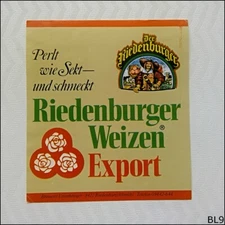 Perlt
wie Sekt—
und schmeckt
Der
Riedenburger
Riedenburger
Weizen®
Export
BL9